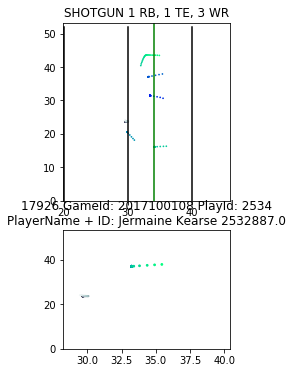 SHOTGUN 1 RB, 1 TE, 3 WR
50
40
30
20
10
0
20 30 40
17926 GameId: 2017100108 PlayId: 2534
PlayerName + ID: Jermaine Kearse 2532887.0
40
20
0
30.0 32.5 35.0 37.5 40.0